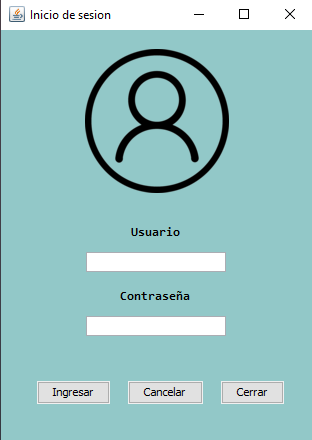 Inicio de sesion
Usuario
Contraseña
Ingresar Cancelar Cerrar